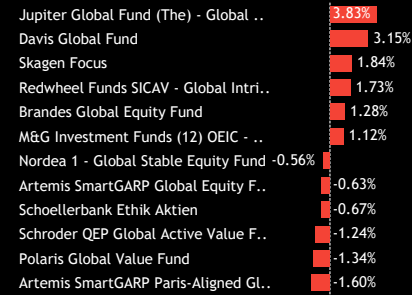 Jupiter Global Fund (The) - Global .. 3.83%
Davis Global Fund 3.15%
Skagen Focus 1.84%
Redwheel Funds SICAV - Global Intri.. 1.73%
Brandes Global Equity Fund 1.28%
M&G Investment Funds (12) OEIC - .. 1.12%
Nordea 1 - Global Stable Equity Fund -0.56%
Artemis SmartGARP Global Equity F.. -0.63%
Schoellerbank Ethik Aktien -0.67%
Schroder QEP Global Active Value F.. -1.24%
Polaris Global Value Fund -1.34%
Artemis SmartGARP Paris-Aligned Gl.. -1.60%